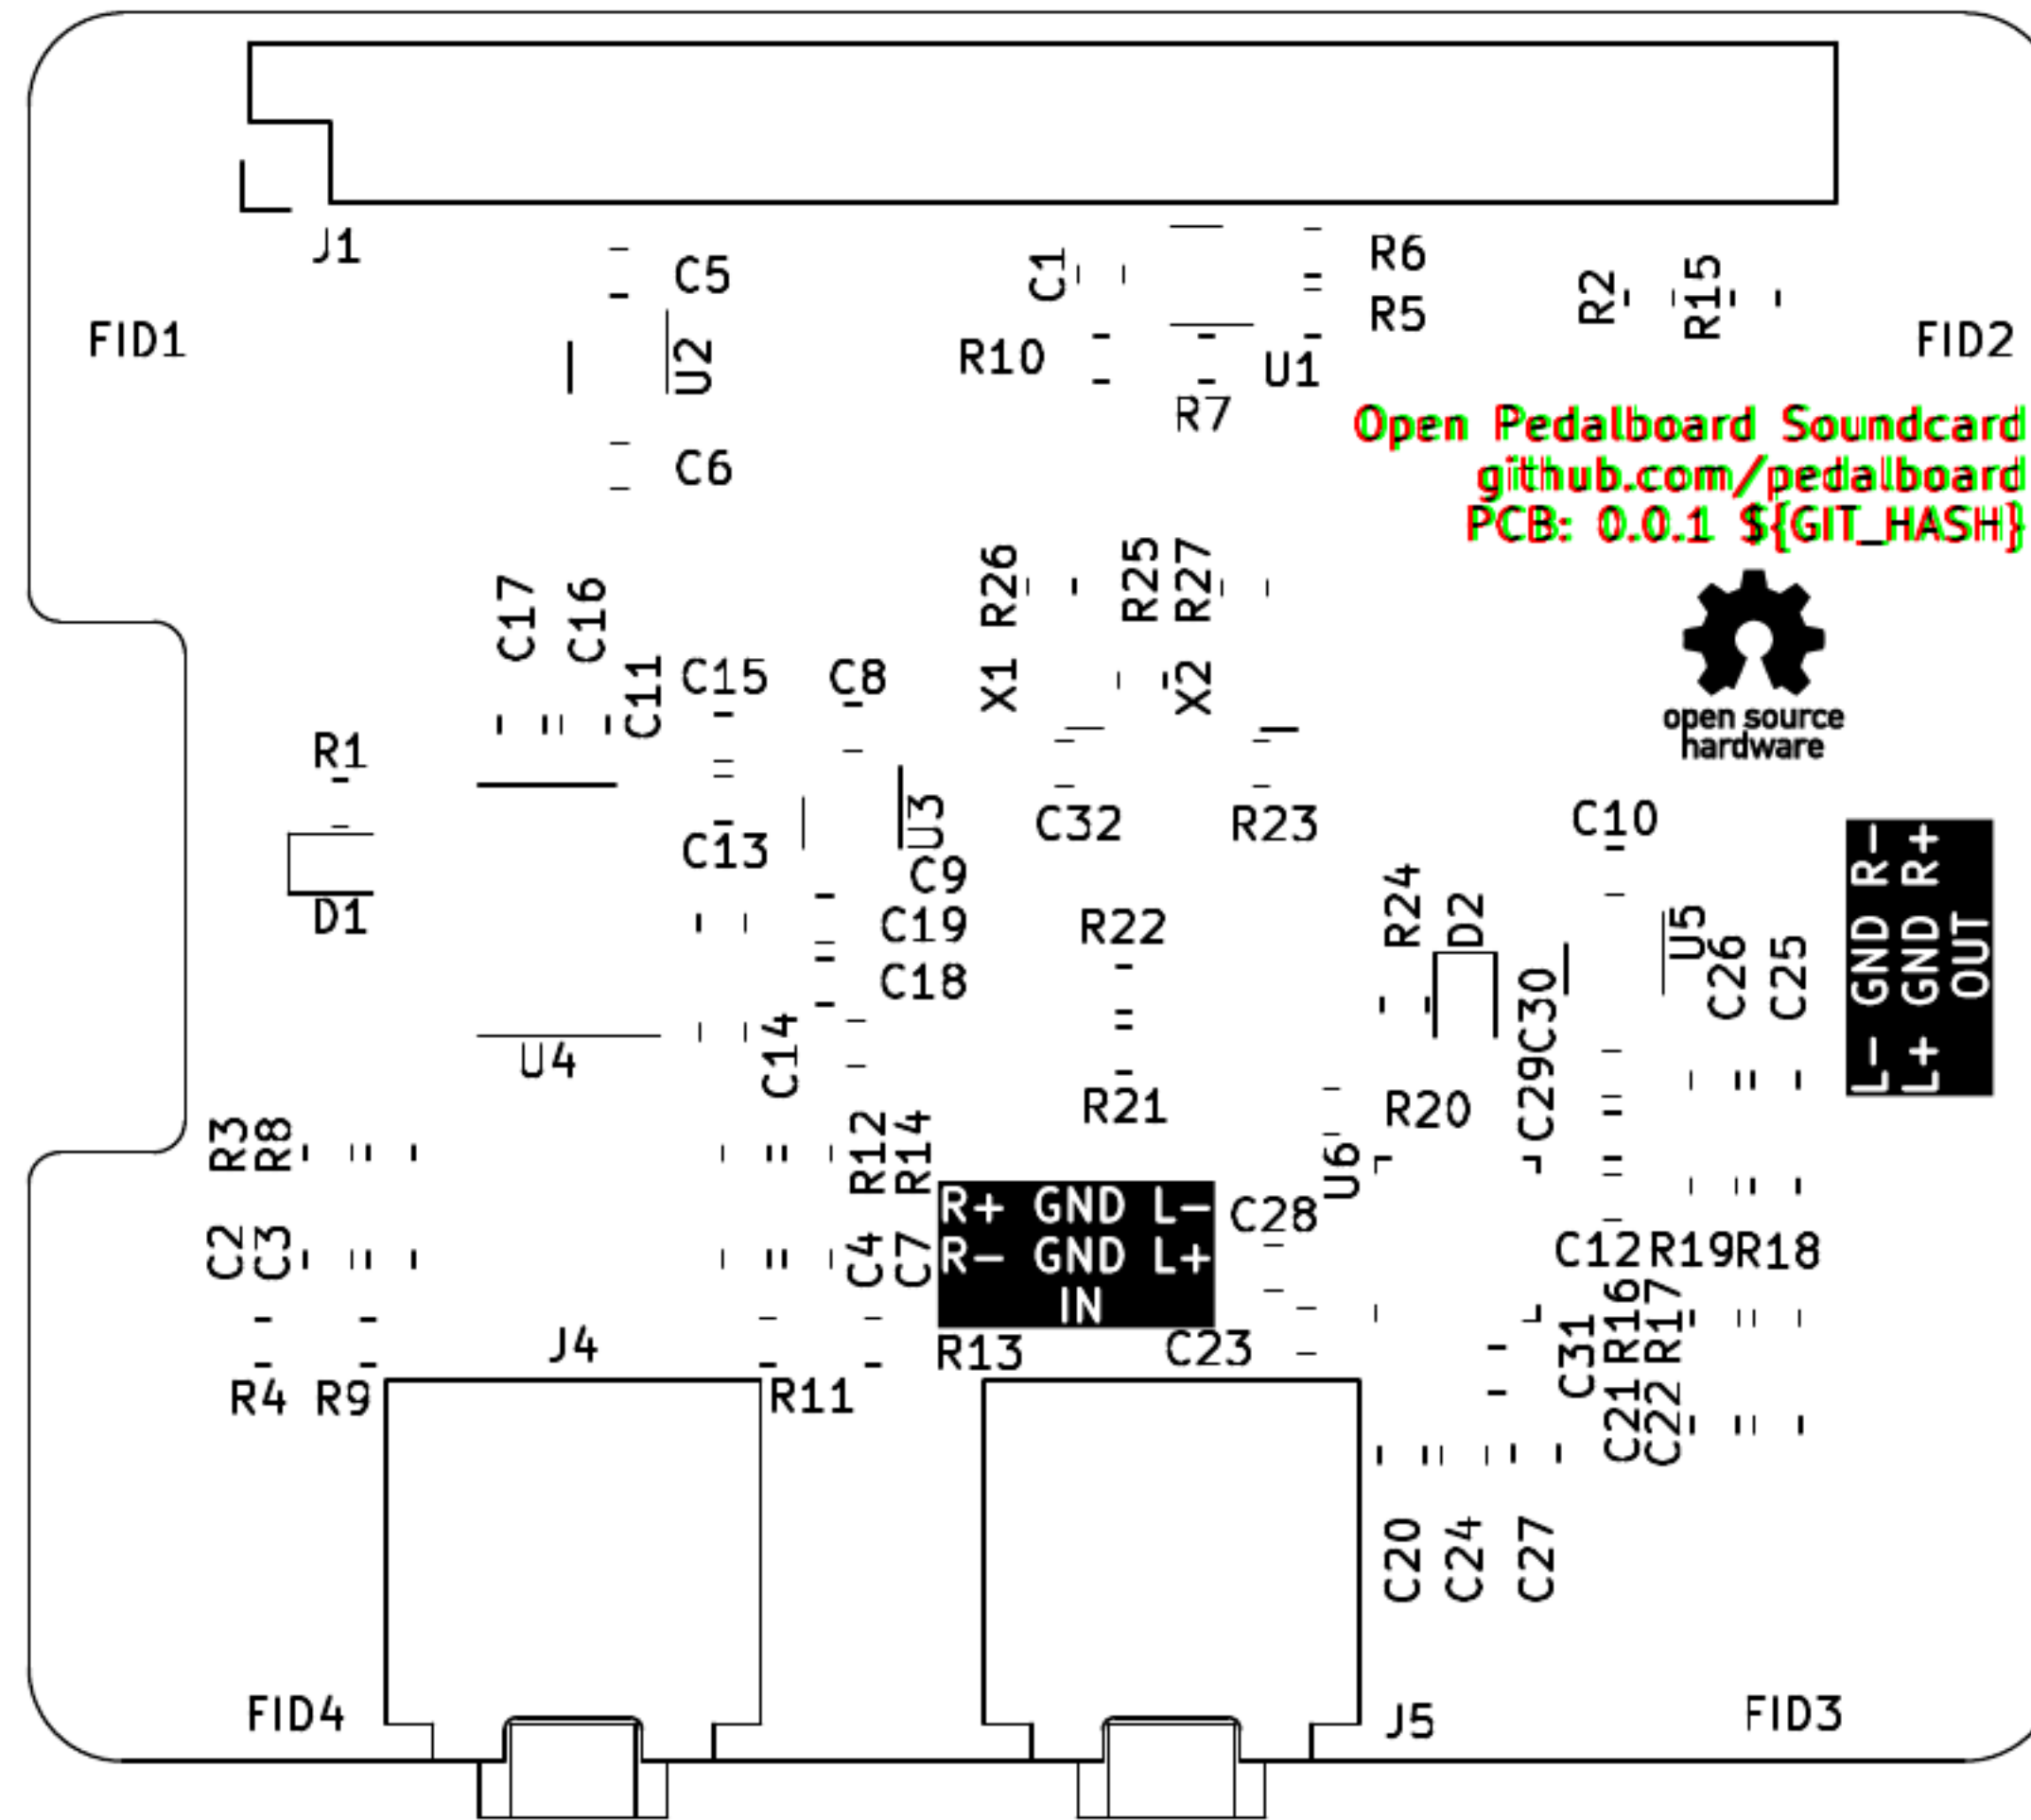 J1
C5
C1
R6
R5
R2
R15
FID1
U2
R10
U1
R7
FID2
Open Pedalboard Soundcard
github.com/pedalboard
PCB: 0.0.1 ${GIT_HASH}
C6
R26
R25
R27
C17
C16
C11
C15
C8
X1
X2
open source
hardware
R1
C13
U3
C32
R23
C10
D1
C9
C19
C18
R22
R24
D2
U5
C26
C25
L- GND R-
L+ GND R+
OUT
U4
C14
R21
R20
C30
C29
R3
R8
R12
R14
U6
R+ GND L-
R- GND L+
IN
C28
C2
C3
C4
C7
C12
R19
R18
R16
R17
J4
R13
C23
C31
R4
R9
R11
C21
C22
C20
C24
C27
FID4
J5
FID3